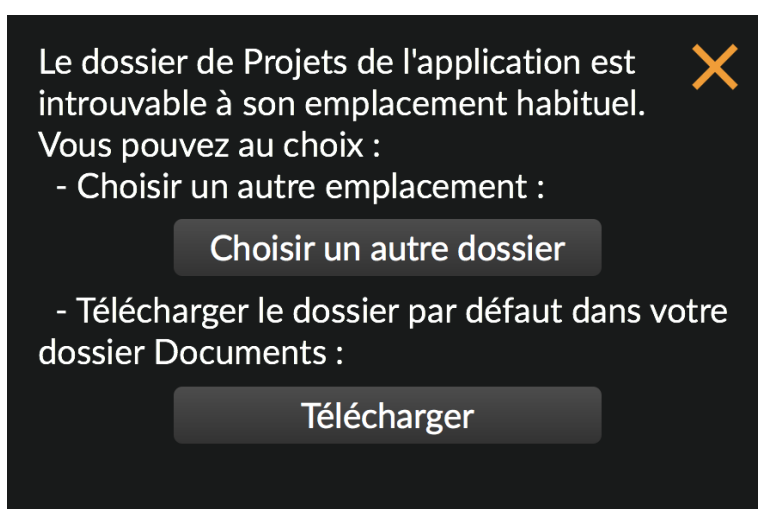 Le dossier de Projets de l'application est
introuvable à son emplacement habituel.
Vous pouvez au choix :
- Choisir un autre emplacement :
Choisir un autre dossier
- Télécharger le dossier par défaut dans votre
dossier Documents :
Télécharger